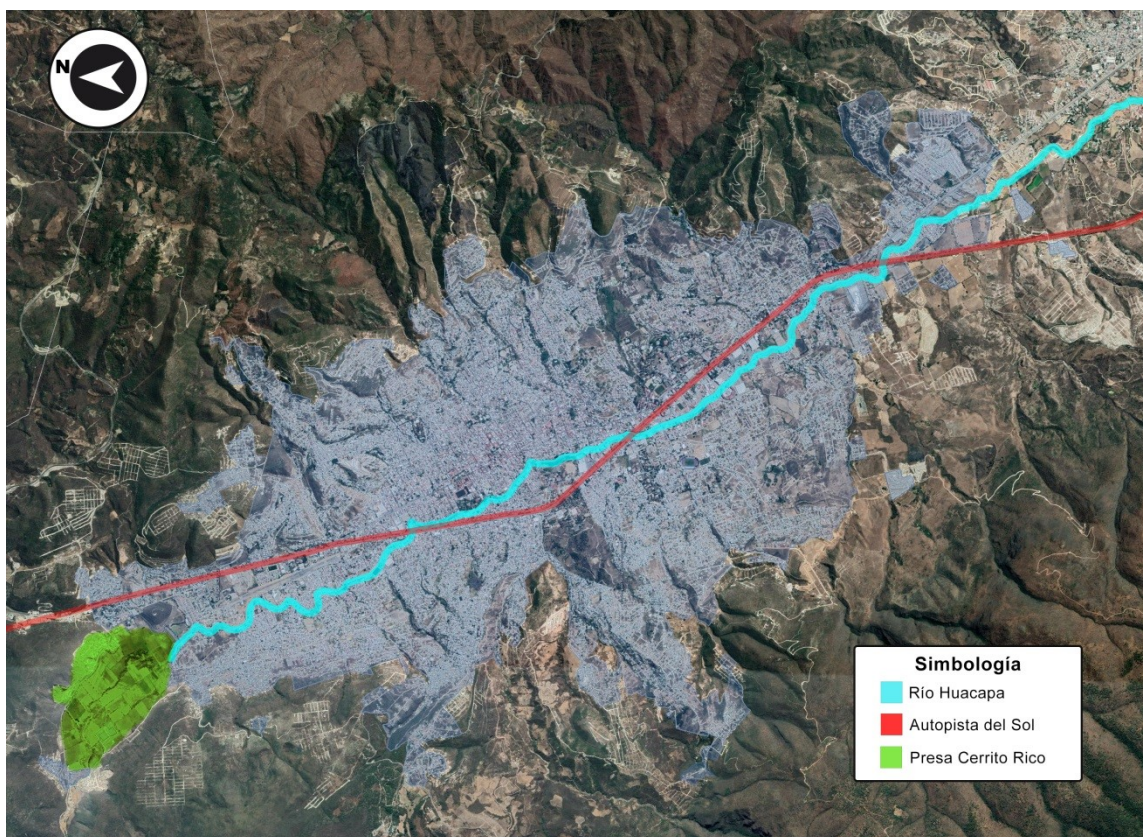 N
Simbología
Río Huacapa
Autopista del Sol
Presa Cerrito Rico